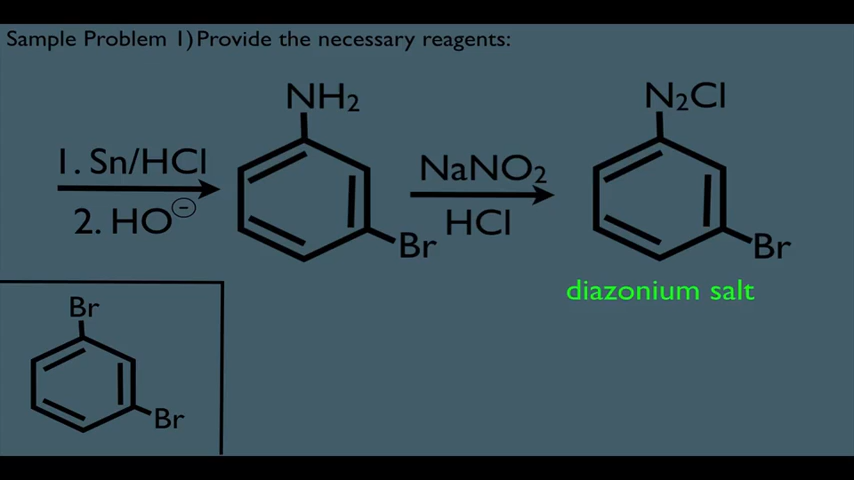 Sample Problem 1) Provide the necessary reagents:
NH₂
N₂Cl
1. Sn/HCl
NaNO₂
2. HO⊖
HCl
Br
Br
diazonium salt
Br
Br